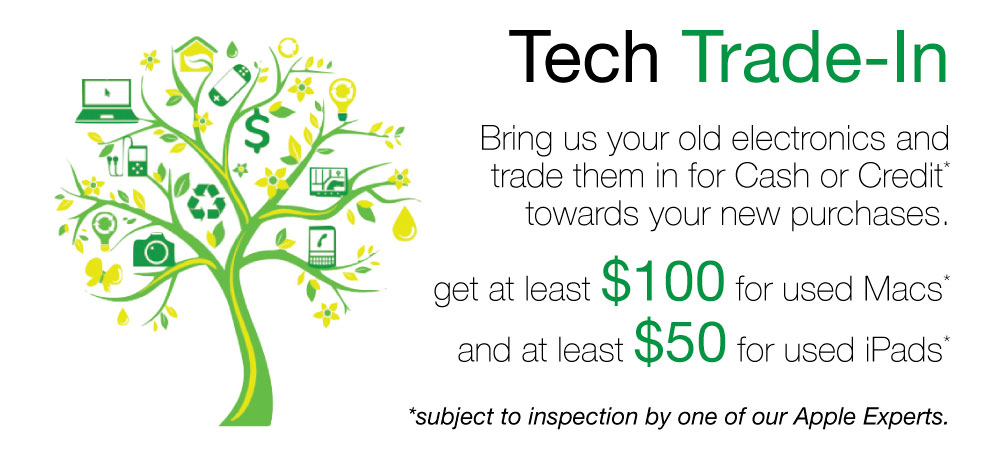 Tech Trade-In
Bring us your old electronics and
trade them in for Cash or Credit*
towards your new purchases.
get at least $100 for used Macs*
and at least $50 for used iPads*
*subject to inspection by one of our Apple Experts.
$